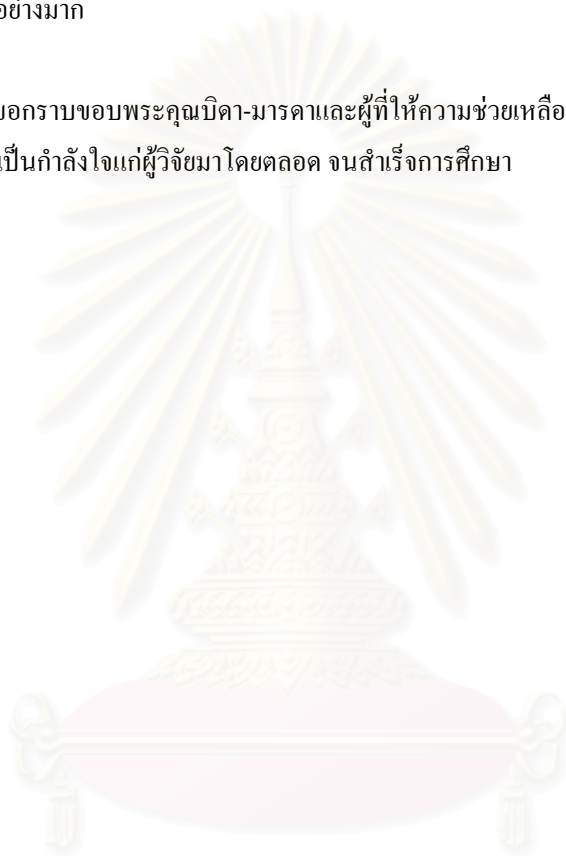 อย่างมาก
บอกราบขอบพระคุณบิดา-มารดาและผู้ที่ให้ความช่วยเหลือ
เป็นกำลังใจแก่ผู้วิจัยมาโดยตลอด จนสำเร็จการศึกษา